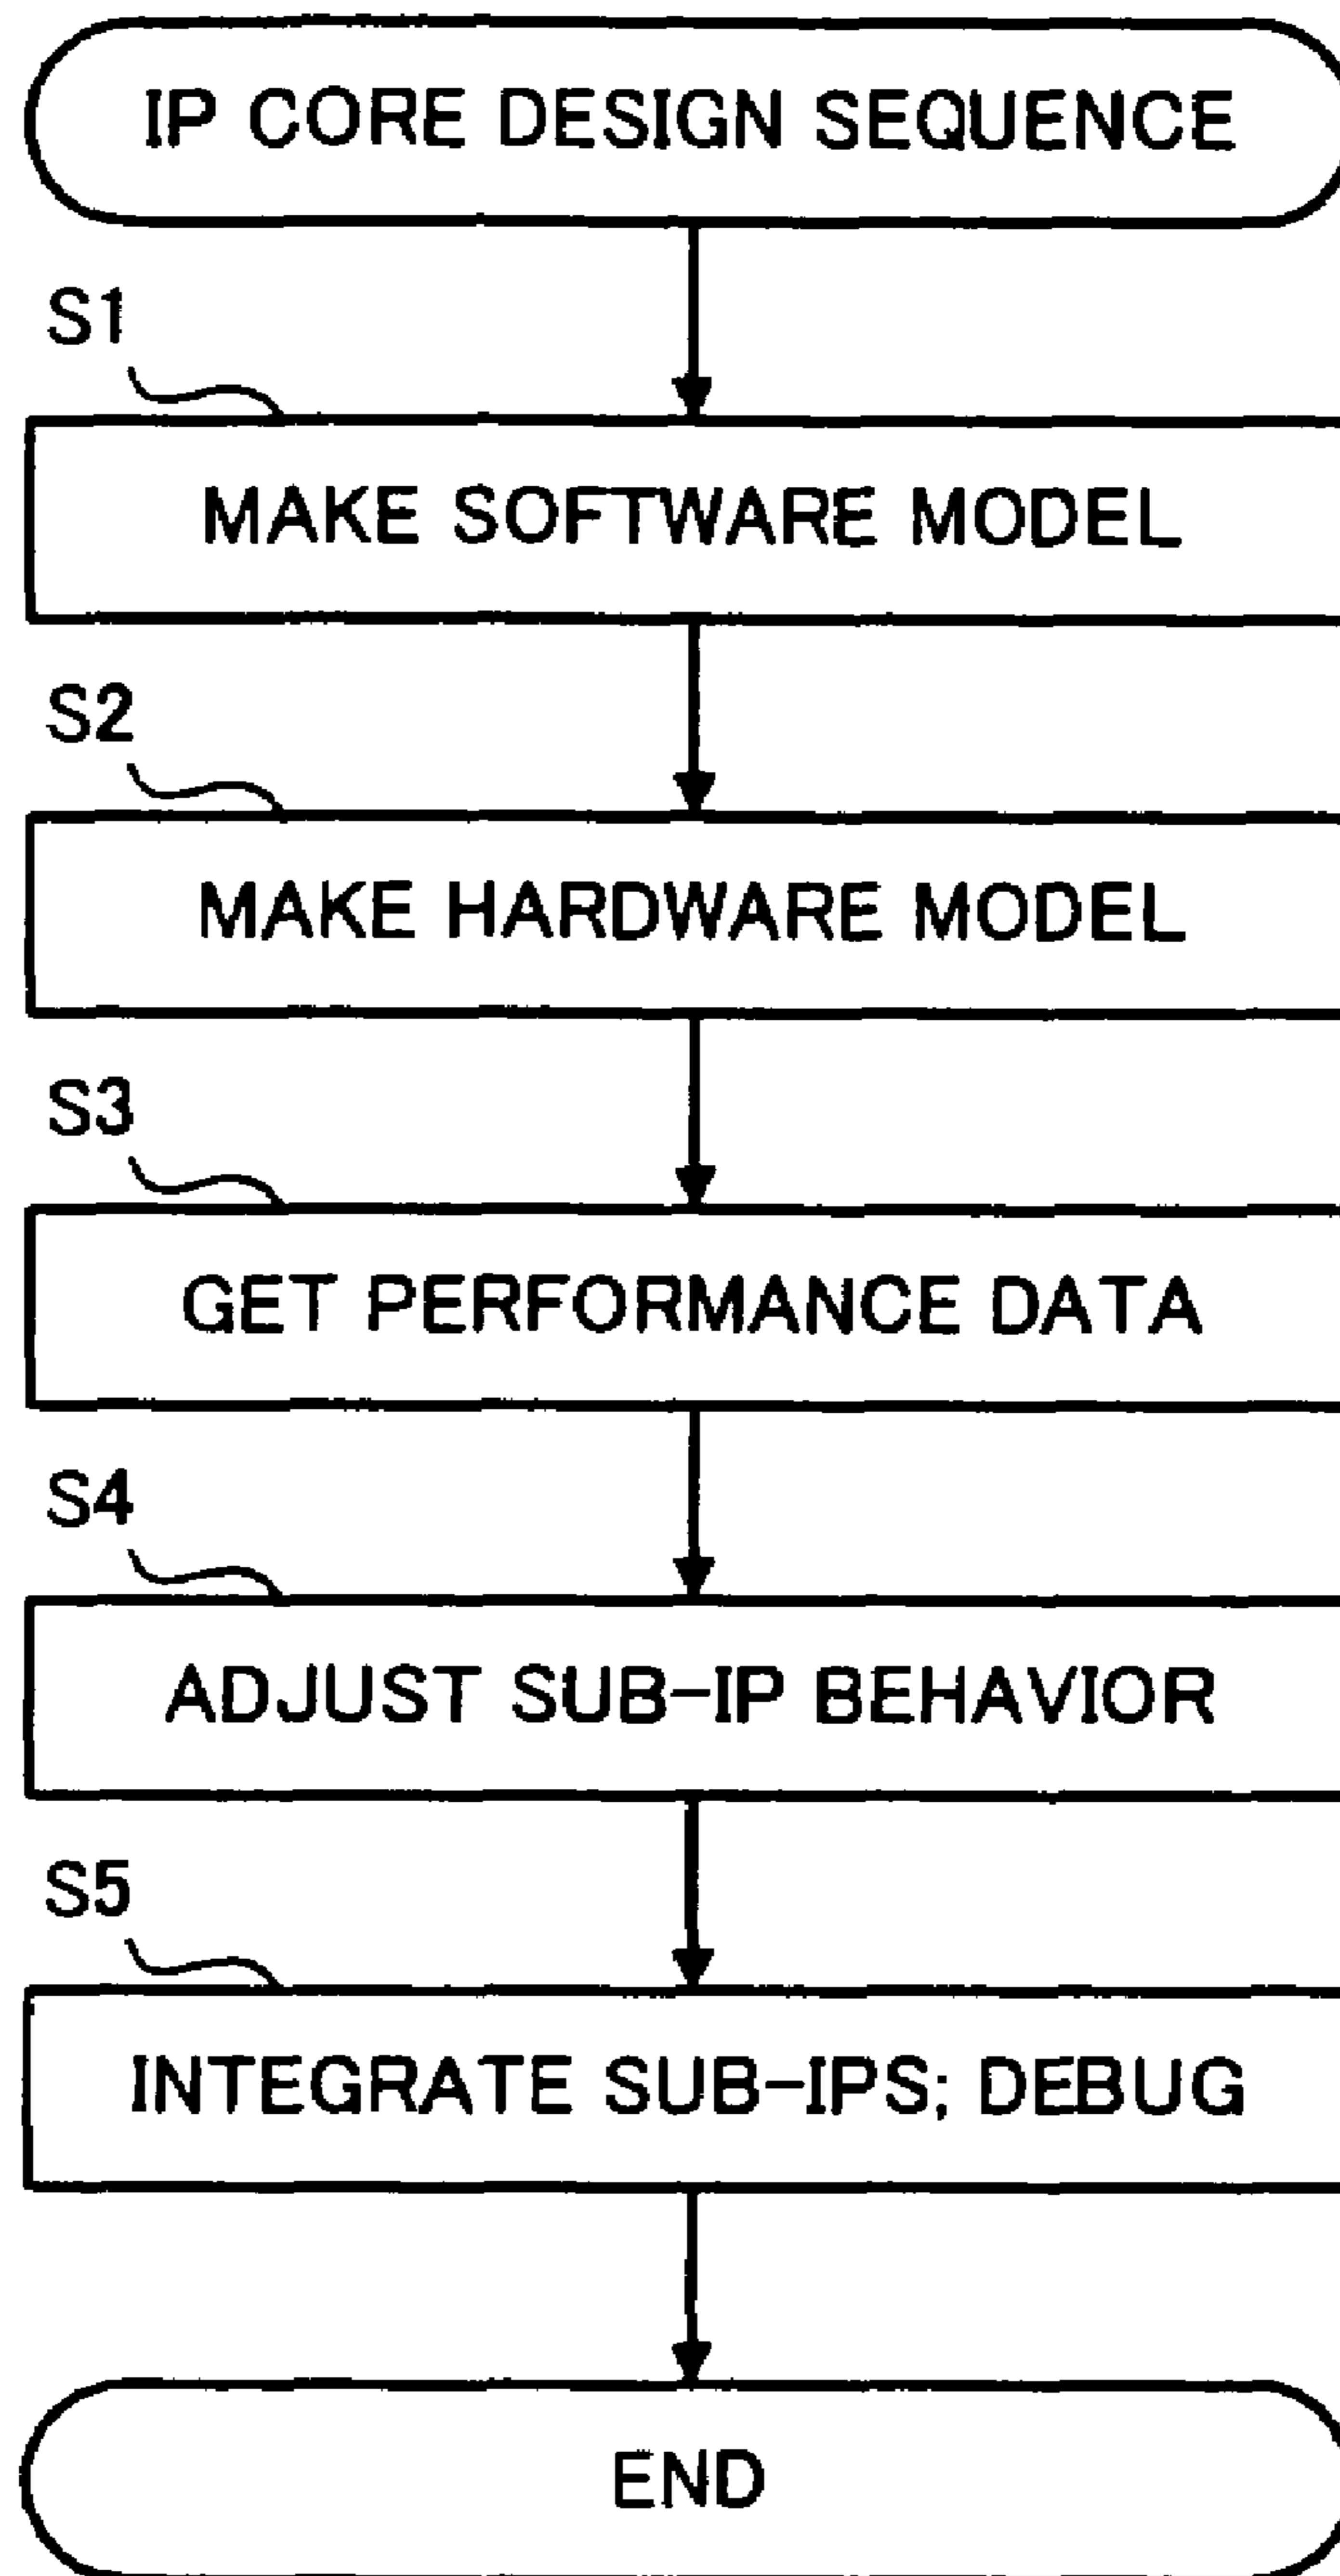 IP CORE DESIGN SEQUENCE
S1
MAKE SOFTWARE MODEL
S2
MAKE HARDWARE MODEL
S3
GET PERFORMANCE DATA
S4
ADJUST SUB-IP BEHAVIOR
S5
INTEGRATE SUB-IPS; DEBUG
END